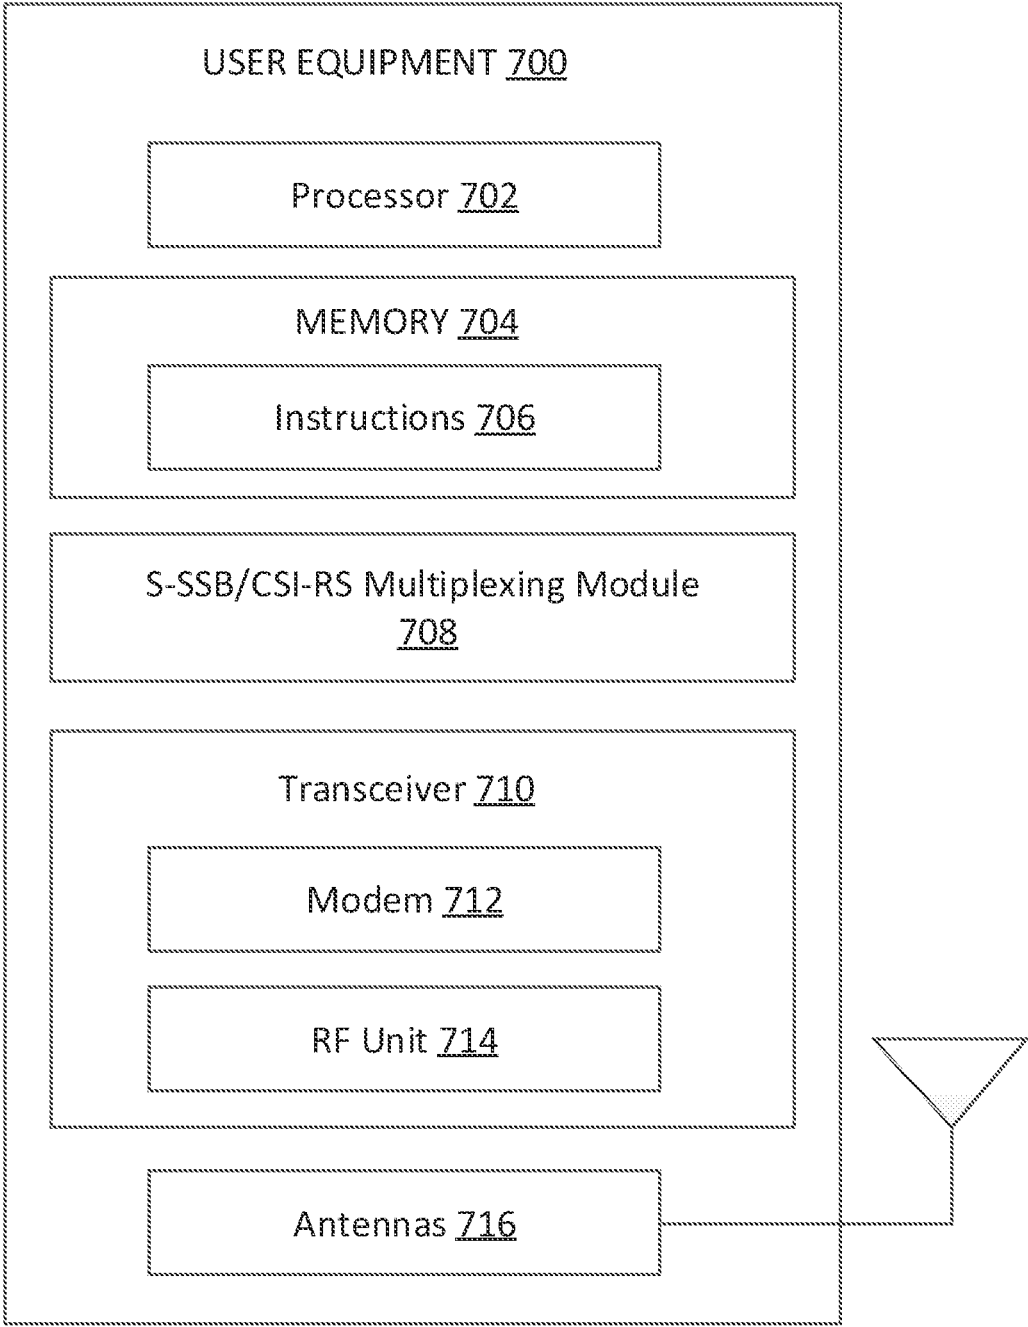 USER EQUIPMENT 700
Processor 702
MEMORY 704
Instructions 706
S-SSB/CSI-RS Multiplexing Module
708
Transceiver 710
Modem 712
RF Unit 714
Antennas 716